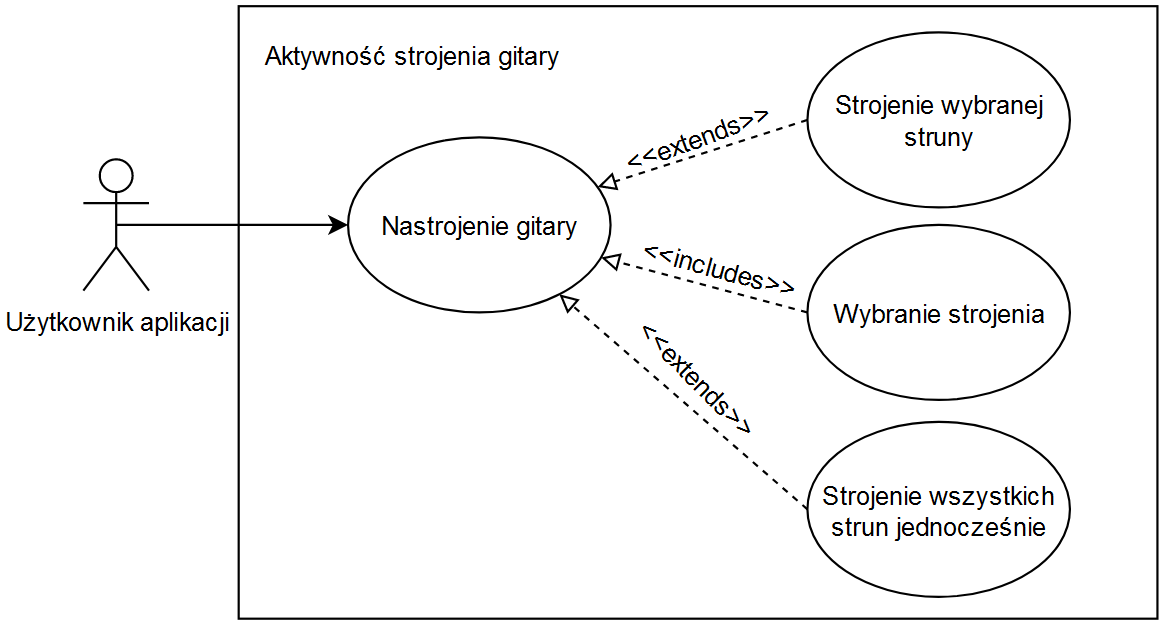 Aktywność strojenia gitary
Strojenie wybranej
struny
<<extends>>
Nastrojenie gitary
<<includes>>
Wybranie strojenia
Użytkownik aplikacji
<<extends>>
Strojenie wszystkich
strun jednocześnie